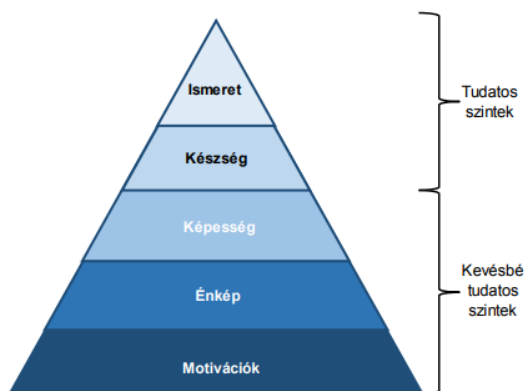 Ismeret
Készség
Képesség
Énkép
Motivációk
Tudatos
szintek
Kevésbé
tudatos
szintek